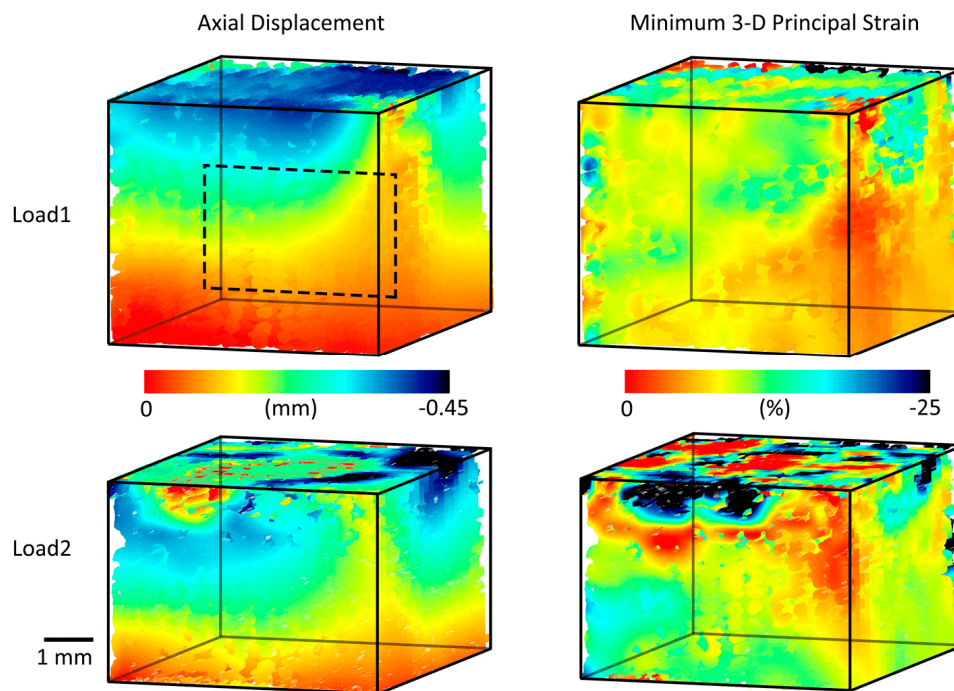 Axial Displacement
Minimum 3-D Principal Strain
Load1
0 (mm) -0.45
0 (%) -25
Load2
1 mm